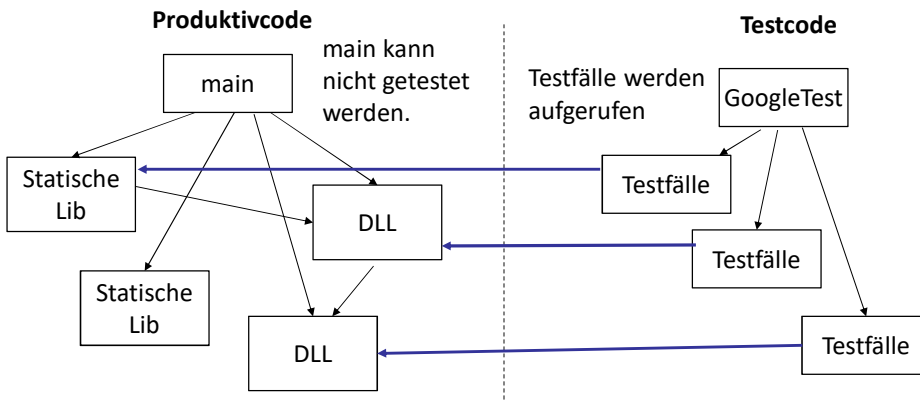 Produktivcode
main
main kann
nicht getestet
werden.
Statische
Lib
DLL
Statische
Lib
DLL
Testcode
Testfälle werden
aufgerufen
GoogleTest
Testfälle
Testfälle
Testfälle